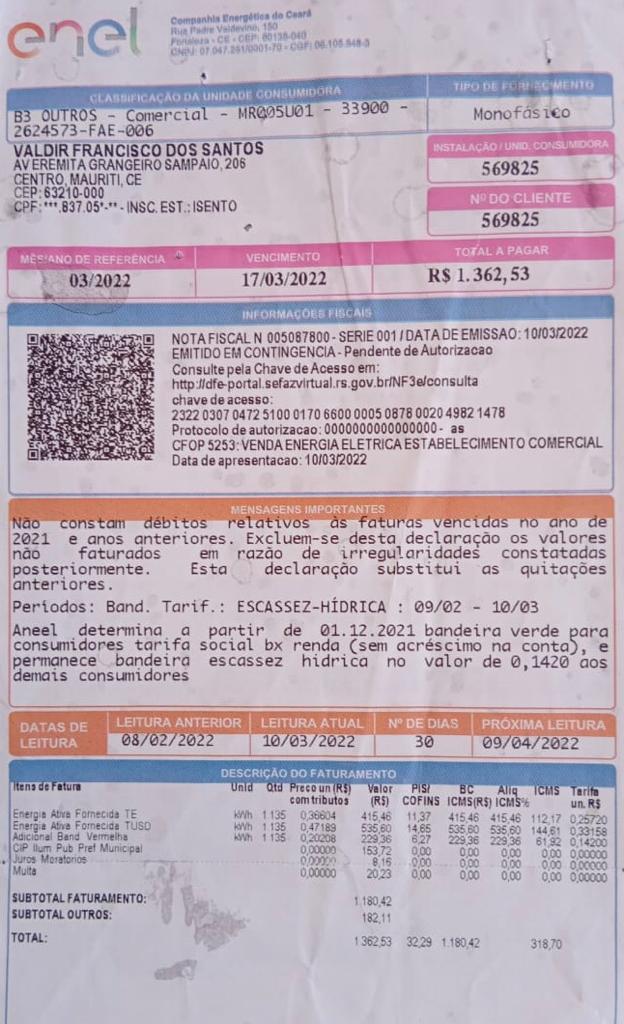 enel
Companhia Energética do Ceará
Rua Padre Valdevino, 150
Fortaleza - CE - CEP: 60135-040
CNPJ: 07.047.251/0001-70 - CGF: 06.105.848-3
CLASSIFICAÇÃO DA UNIDADE CONSUMIDORA
TIPO DE FORNECIMENTO
B3 OUTROS - Comercial - MR005U01 - 33900 -
2624573-FAE-006
Monofásico
VALDIR FRANCISCO DOS SANTOS
AV EREMITA GRANGEIRO SAMPAIO, 206
CENTRO, MAURITI, CE
CEP: 63210-000
CPF: ***.837.05*-** - INSC. EST.: ISENTO
INSTALAÇÃO / UNID. CONSUMIDORA
569825
Nº DO CLIENTE
569825
MÊS/ANO DE REFERÊNCIA VENCIMENTO TOTAL A PAGAR
03/2022 17/03/2022 R$ 1.362,53
INFORMAÇÕES FISCAIS
NOTA FISCAL N 005087800 - SERIE 001 / DATA DE EMISSAO: 10/03/2022
EMITIDO EM CONTINGENCIA - Pendente de Autorizacao
Consulte pela Chave de Acesso em:
http://dfe-portal.sefazvirtual.rs.gov.br/NF3e/consulta
chave de acesso:
2322 0307 0472 5100 0170 6600 0005 0878 0020 4982 1478
Protocolo de autorizacao: 0000000000000000 - as
CFOP 5253: VENDA ENERGIA ELETRICA ESTABELECIMENTO COMERCIAL
Data de apresentacao: 10/03/2022
MENSAGENS IMPORTANTES
Não constam débitos relativos às faturas vencidas no ano de
2021 e anos anteriores. Excluem-se desta declaração os valores
não faturados em razão de irregularidades constatadas
posteriormente. Esta declaração substitui as quitações
anteriores.
Períodos: Band. Tarif.: ESCASSEZ-HÍDRICA : 09/02 - 10/03
Aneel determina a partir de 01.12.2021 bandeira verde para
consumidores tarifa social bx renda (sem acréscimo na conta), e
permanece bandeira escassez hidrica no valor de 0,1420 aos
demais consumidores
DATAS DE LEITURA
LEITURA ANTERIOR LEITURA ATUAL Nº DE DIAS PRÓXIMA LEITURA
08/02/2022 10/03/2022 30 09/04/2022
DESCRIÇÃO DO FATURAMENTO
Itens de Fatura Unid Qtd Preco un (R$) com tributos Valor (R$) PIS/ COFINS BC ICMS(R$) Aliq ICMS% ICMS Tarifa un. R$
Energia Ativa Fornecida TE kWh 1.135 0,36604 415,46 11,37 415,46 415,46 112,17 0,25720
Energia Ativa Fornecida TUSD kWh 1.135 0,47189 535,60 14,65 535,60 535,60 144,61 0,33158
Adicional Band Vermelha kWh 1.135 0,20208 229,36 6,27 229,36 229,36 61,92 0,14200
CIP Ilum Pub Pref Municipal 0,00000 153,72 0,00 0,00 0,00 0,00 0,00000
Juros Moratorios 0,00000 8,16 0,00 0,00 0,00 0,00 0,00000
Multa 0,00000 20,23 0,00 0,00 0,00 0,00 0,00000
SUBTOTAL FATURAMENTO: 1.180,42
SUBTOTAL OUTROS: 182,11
TOTAL: 1 362,53 32,29 1.180,42 318,70